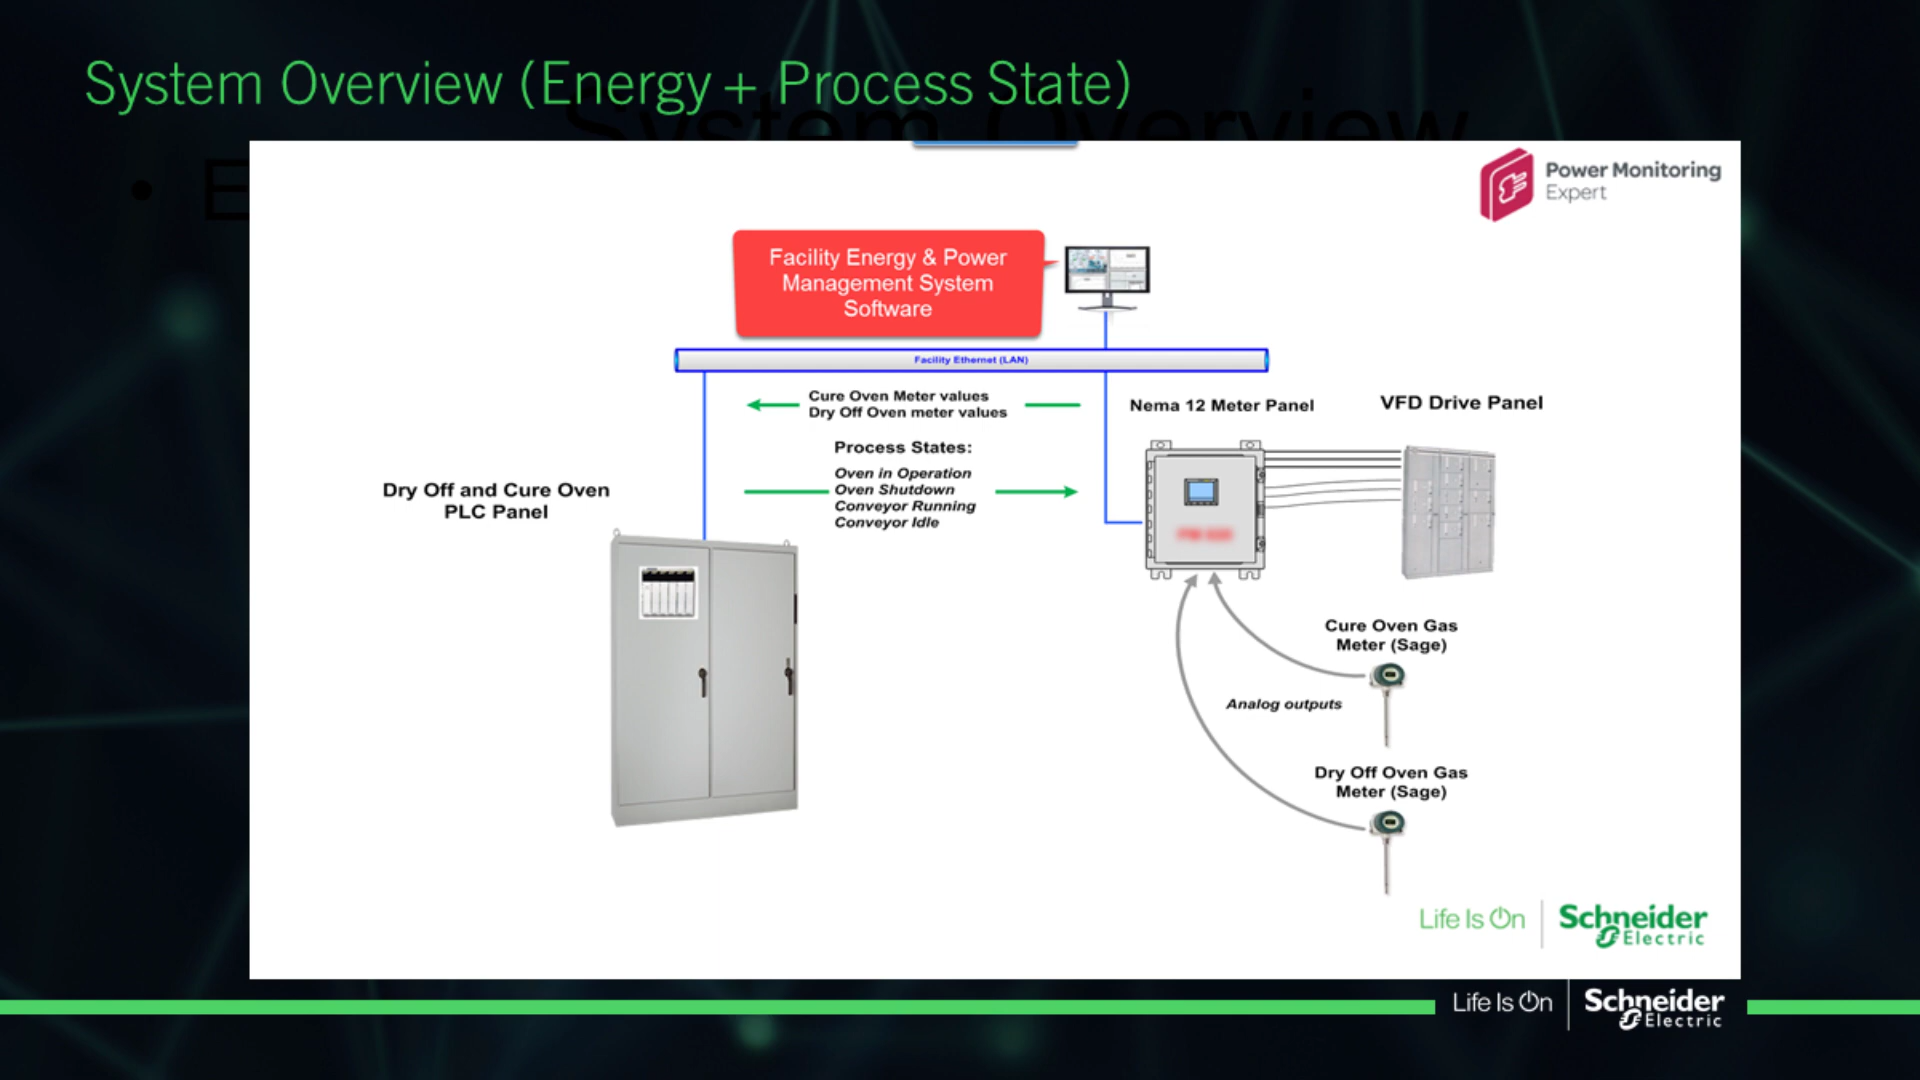 System Overview (Energy + Process State)
System Overview
• E
Power Monitoring
Expert
Facility Energy & Power
Management System
Software
Facility Ethernet (LAN)
Cure Oven Meter values
Dry Off Oven meter values
Nema 12 Meter Panel
VFD Drive Panel
Process States:
Oven in Operation
Oven Shutdown
Conveyor Running
Conveyor Idle
Dry Off and Cure Oven
PLC Panel
Cure Oven Gas
Meter (Sage)
Analog outputs
Dry Off Oven Gas
Meter (Sage)
Life Is On
Schneider
Electric
Life Is On
Schneider
Electric